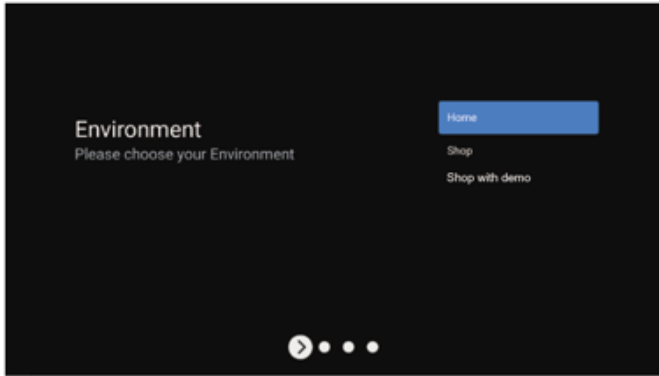 Environment
Please choose your Environment
Home
Shop
Shop with demo